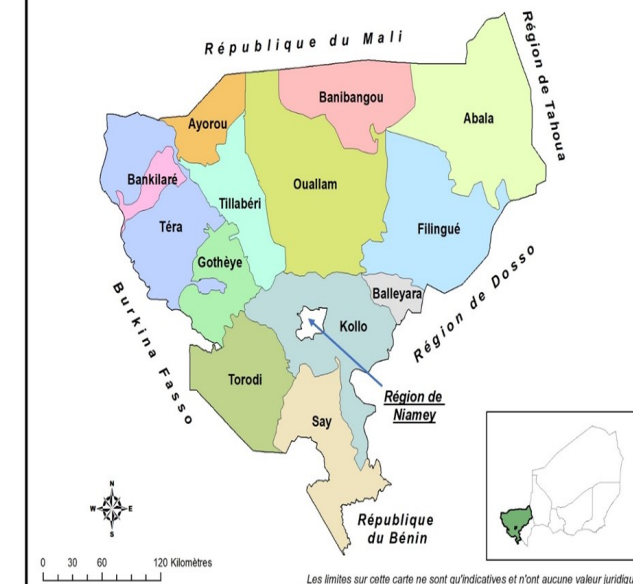 République du Mali
Région de Tahoua
Banibangou
Abala
Ayorou
Bankilaré
Ouallam
Tillabéri
Téra
Filingué
Gothèye
Balleyara
Kollo
Région de Dosso
Burkina Fasso
Torodi
Région de
Niamey
Say
République
du Bénin
N
W
E
S
0 30 60 120 Kilomètres
Les limites sur cette carte ne sont qu'indicatives et n'ont aucune valeur juridiqu